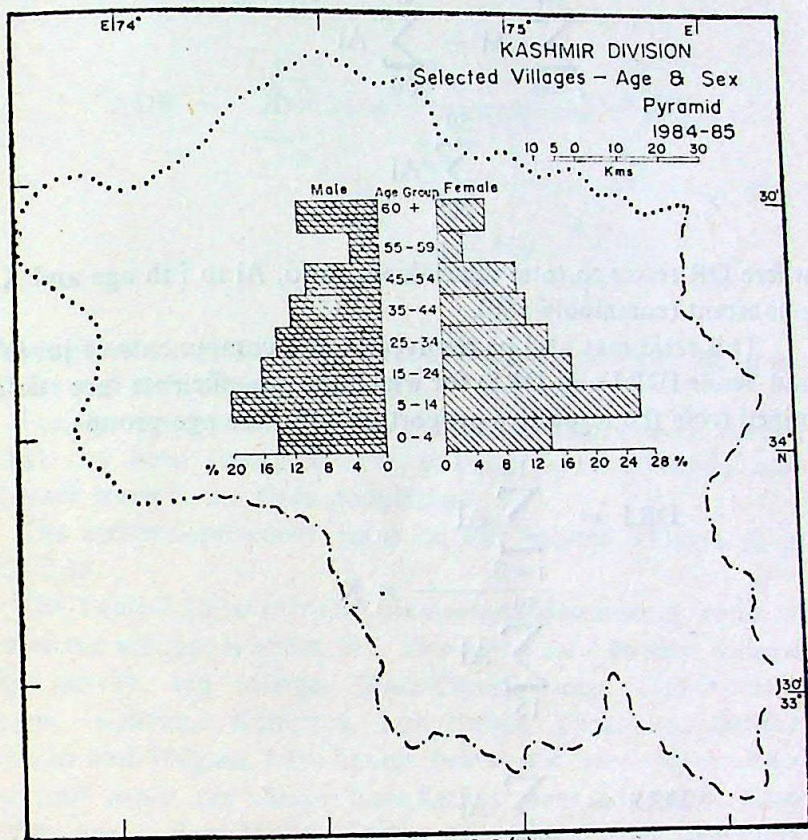 E 74°
75°
E
KASHMIR DIVISION
Selected Villages – Age & Sex
Pyramid
1984-85
10 5 0 10 20 30
Kms
Male Age Group Female
60 +
55-59
45-54
35-44
25-34
15-24
5-14
0-4
% 20 16 12 8 4 0 0 4 8 12 16 20 24 28 %
30'
34°
N
30'
33°